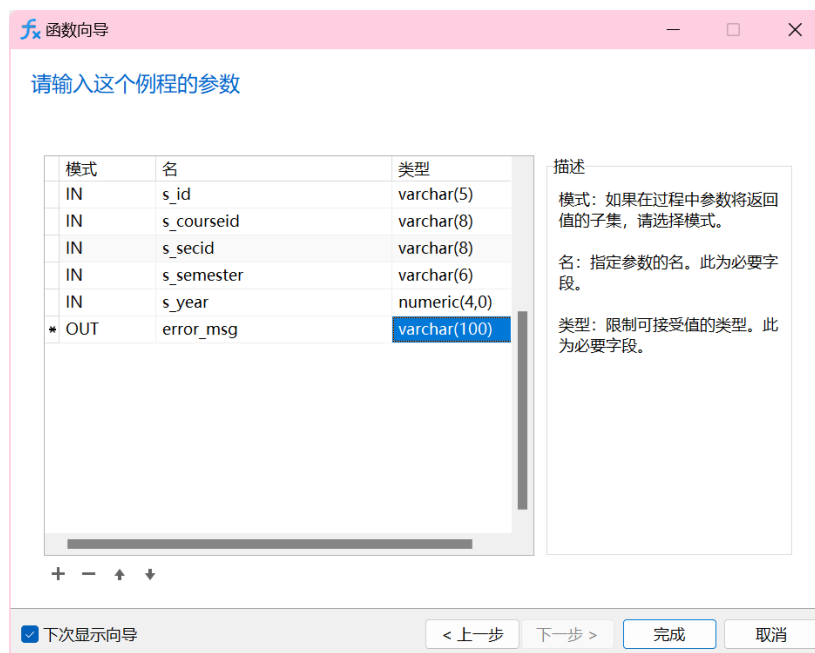 函数向导
请输入这个例程的参数
模式 名 类型
IN s_id varchar(5)
IN s_courseid varchar(8)
IN s_secid varchar(8)
IN s_semester varchar(6)
IN s_year numeric(4,0)
* OUT error_msg varchar(100)
描述
模式：如果在过程中参数将返回
值的子集，请选择模式。
名：指定参数的名。此为必要字
段。
类型：限制可接受值的类型。此
为必要字段。
下次显示向导
< 上一步 下一步 > 完成 取消